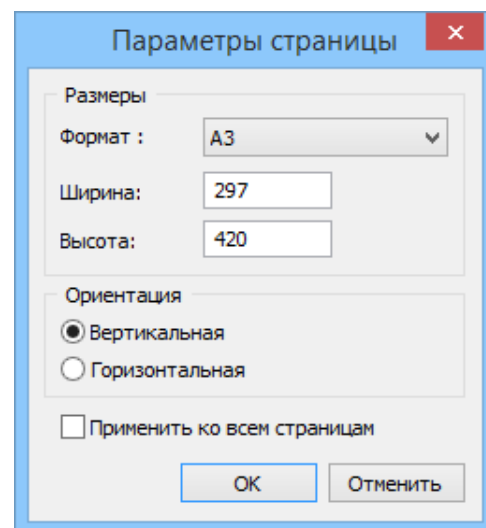 Параметры страницы
Размеры
Формат : A3
Ширина: 297
Высота: 420
Ориентация
Вертикальная
Горизонтальная
Применить ко всем страницам
OK Отменить